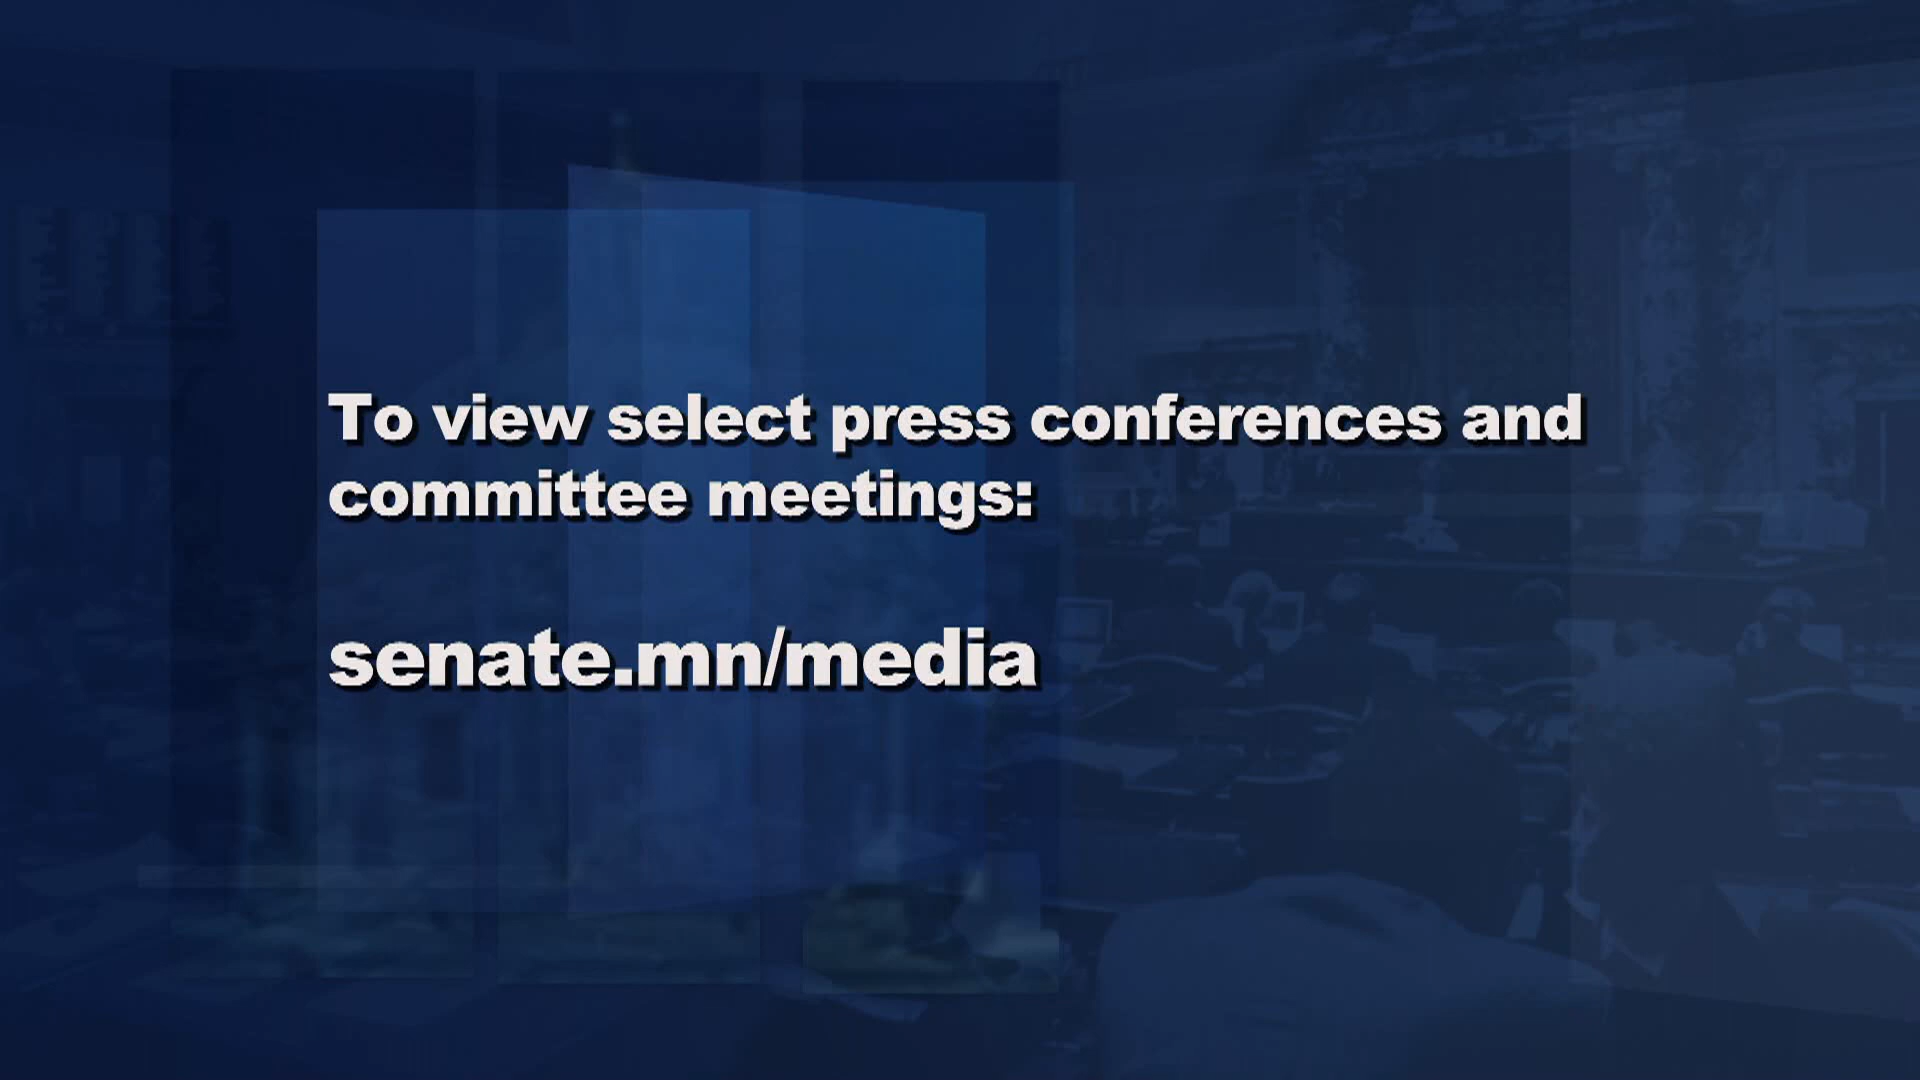 To view select press conferences and
committee meetings:
senate.mn/media